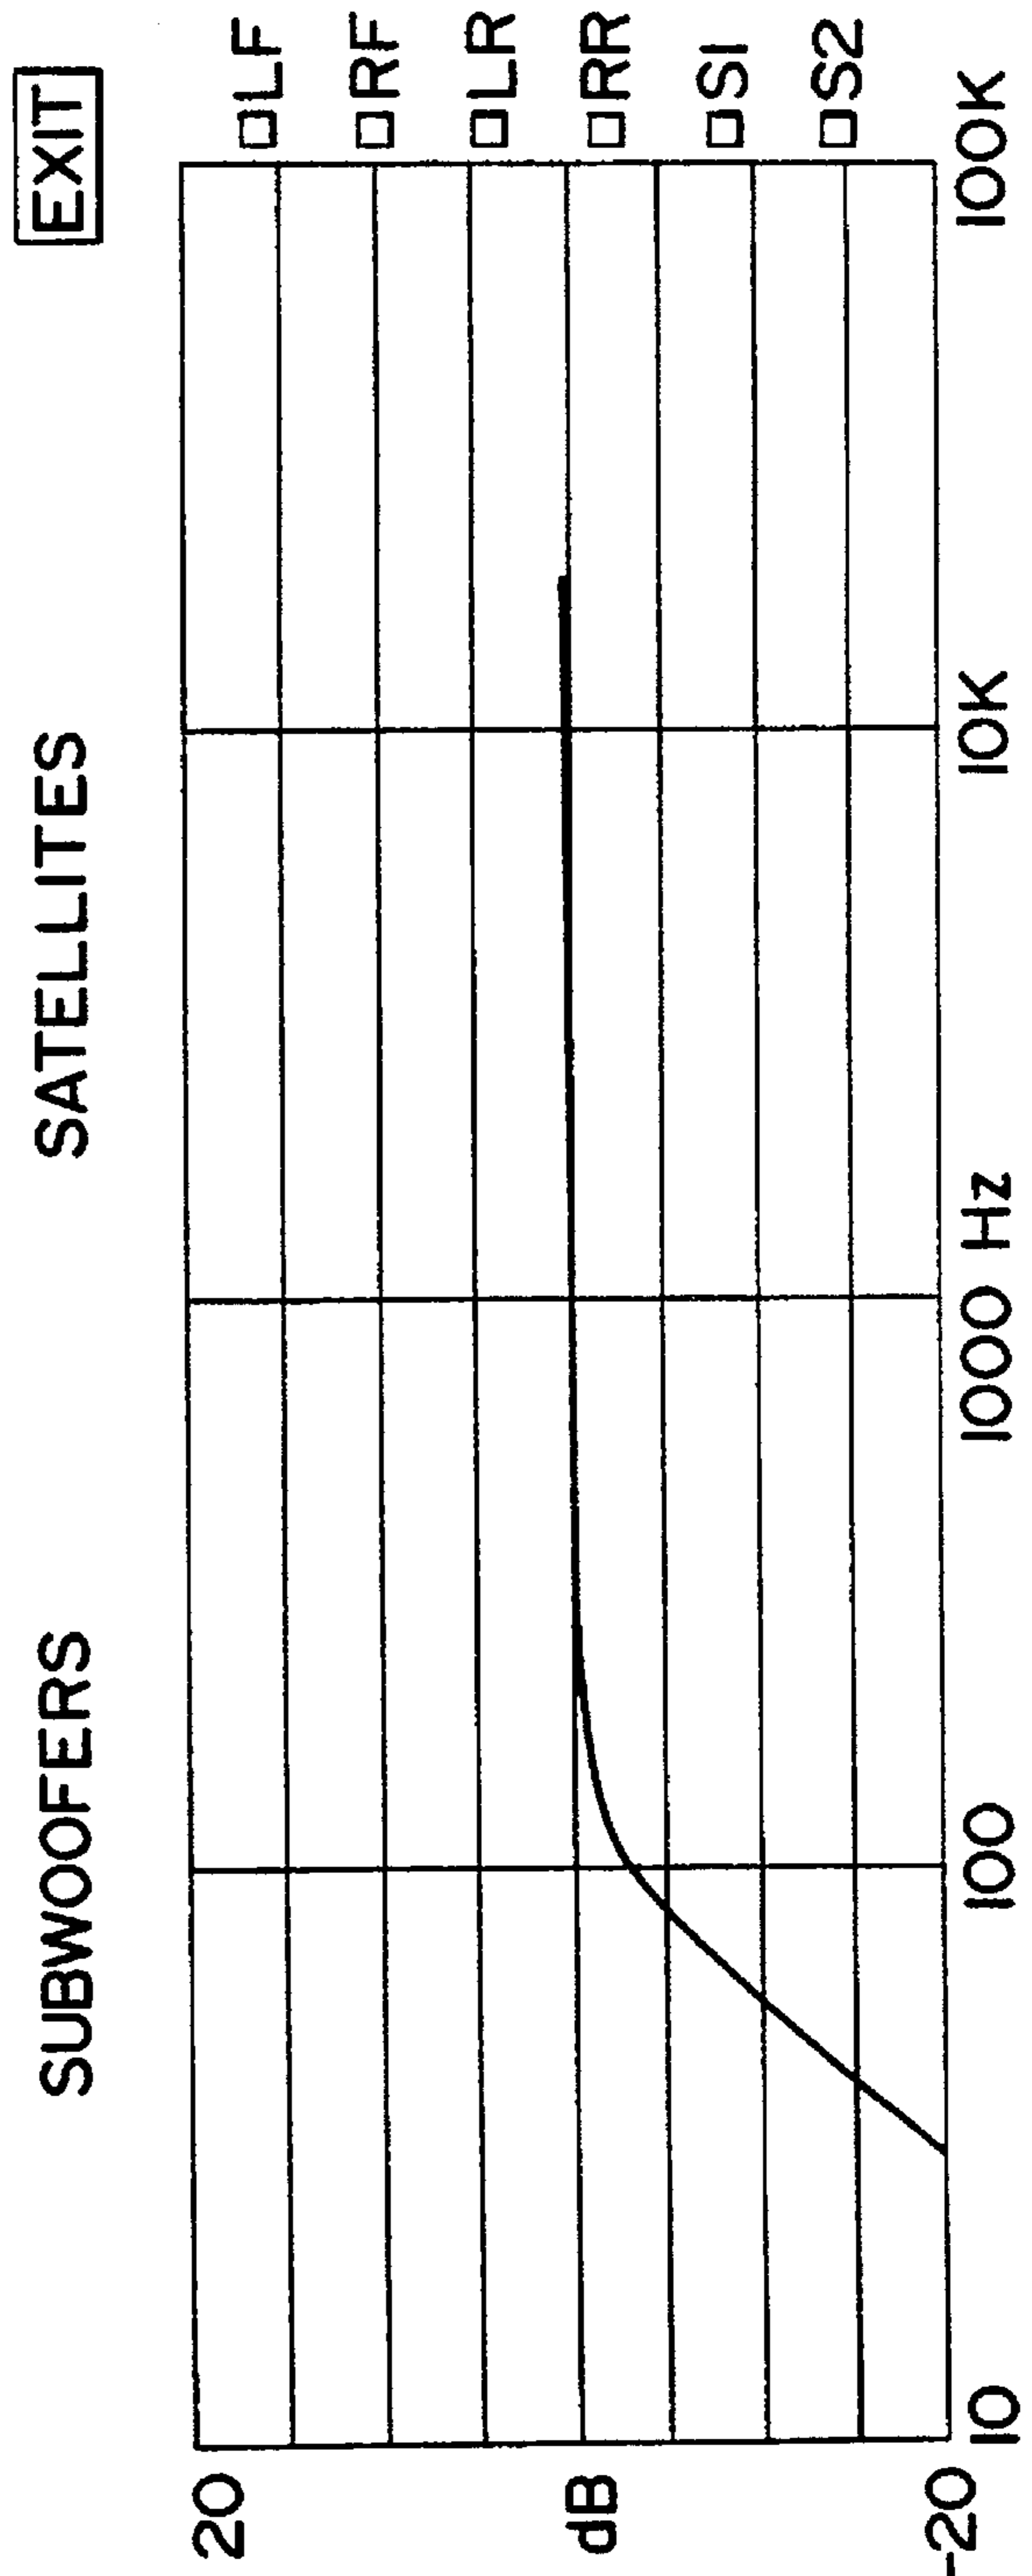 SUBWOOFERS
SATELLITES
EXIT
20
dB
-20
10
100
1000 Hz
10K
100K
LF
RF
LR
RR
S1
S2